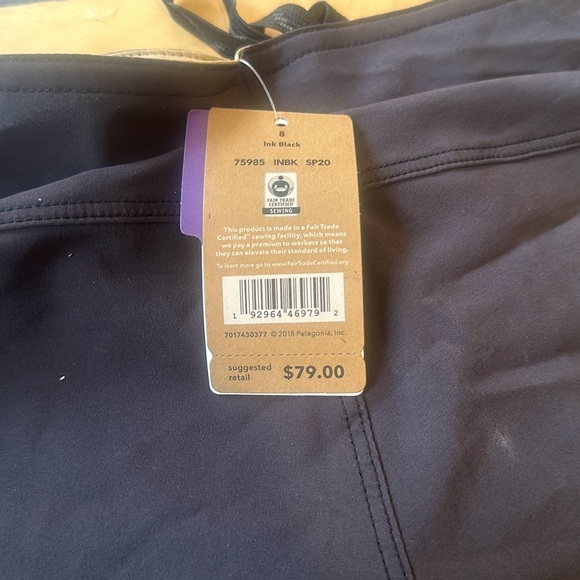 8
Ink Black
75985 INBK SP20
FAIR TRADE
CERTIFIED™
SEWING
This product is made in a Fair Trade
Certified™ sewing facility, which means
we pay a premium to workers so that
they can elevate their standard of living.
To learn more go to www.FairTradeCertified.org
1 92964 46979 2
7017430377 © 2018 Patagonia, Inc.
suggested
retail $79.00